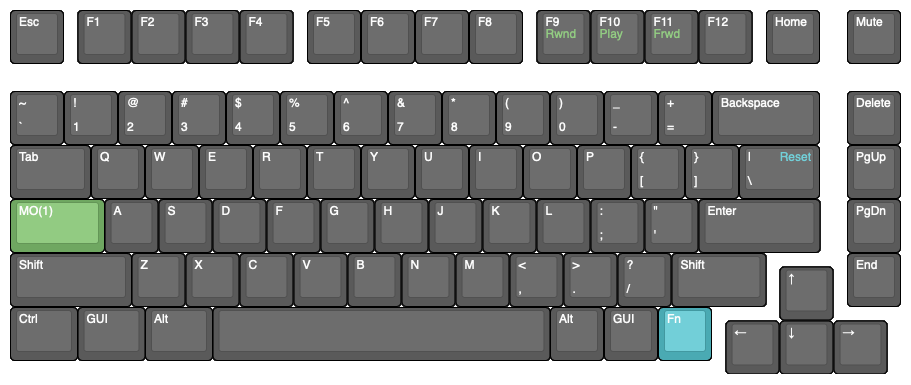 Esc F1 F2 F3 F4 F5 F6 F7 F8 F9 F10 F11 F12 Home Mute
Rwnd Play Frwd
~ ! @ # $ % ^ & * ( ) _ + Backspace Delete
` 1 2 3 4 5 6 7 8 9 0 - =
Tab Q W E R T Y U I O P { } | Reset PgUp
[ ] \
MO(1) A S D F G H J K L : " Enter PgDn
; '
Shift Z X C V B N M < > ? Shift End
, . /
↑
Ctrl GUI Alt Alt GUI Fn
← ↓ →